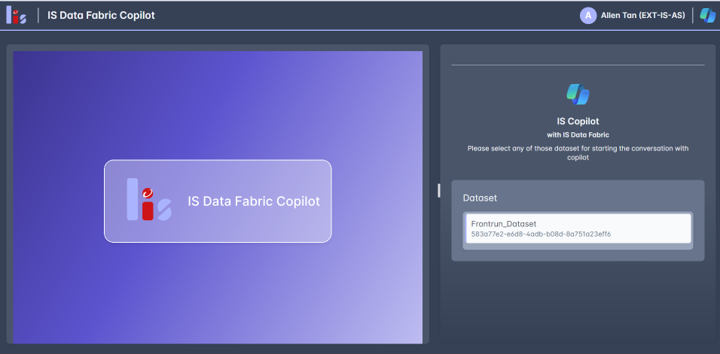 lis
IS Data Fabric Copilot
A
Allen Tan (EXT-IS-AS)
lis
IS Data Fabric Copilot
IS Copilot
with IS Data Fabric
Please select any of those dataset for starting the conversation with
copilot
Dataset
Frontrun_Dataset
583a77e2-e6d8-4adb-b08d-8a751a23eff6